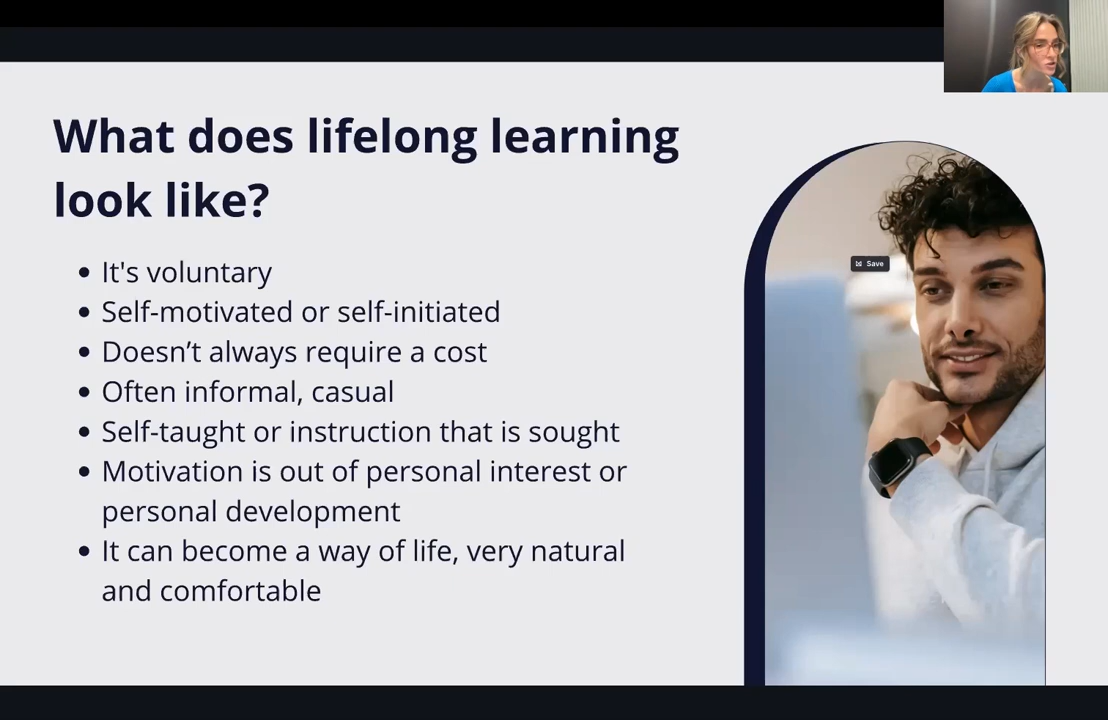 What does lifelong learning
look like?
• It's voluntary
• Self-motivated or self-initiated
• Doesn’t always require a cost
• Often informal, casual
• Self-taught or instruction that is sought
• Motivation is out of personal interest or
personal development
• It can become a way of life, very natural
and comfortable
Save